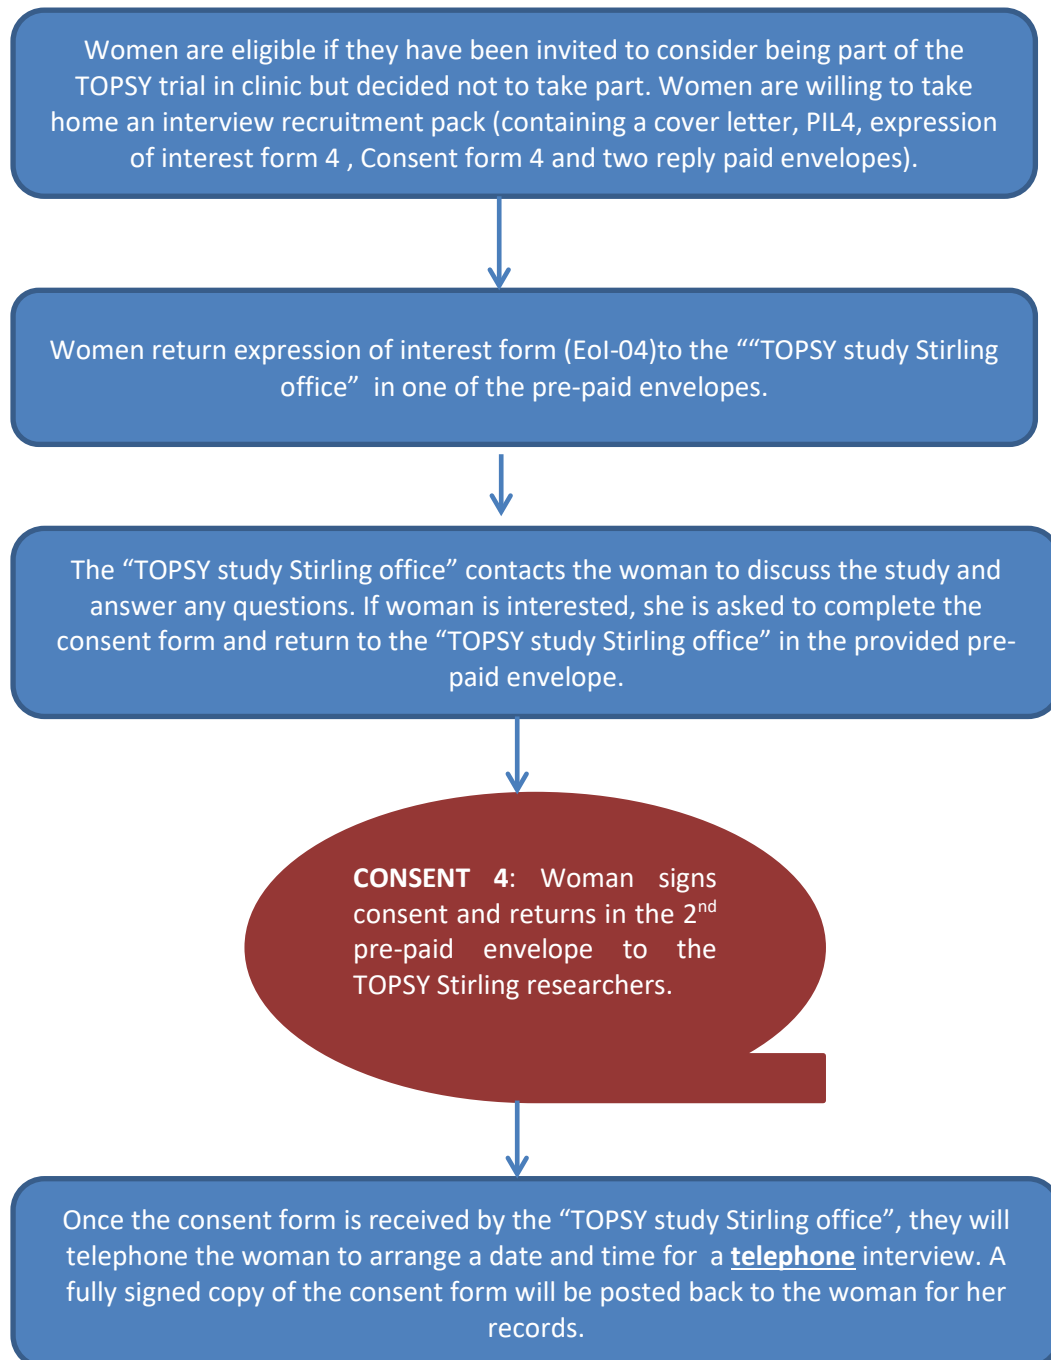 Women are eligible if they have been invited to consider being part of the
TOPSY trial in clinic but decided not to take part. Women are willing to take
home an interview recruitment pack (containing a cover letter, PIL4, expression
of interest form 4 , Consent form 4 and two reply paid envelopes).
Women return expression of interest form (EoI-04)to the ““TOPSY study Stirling
office” in one of the pre-paid envelopes.
The “TOPSY study Stirling office” contacts the woman to discuss the study and
answer any questions. If woman is interested, she is asked to complete the
consent form and return to the “TOPSY study Stirling office” in the provided pre-
paid envelope.
CONSENT 4: Woman signs
consent and returns in the 2nd
pre-paid envelope to the
TOPSY Stirling researchers.
Once the consent form is received by the “TOPSY study Stirling office”, they will
telephone the woman to arrange a date and time for a telephone interview. A
fully signed copy of the consent form will be posted back to the woman for her
records.